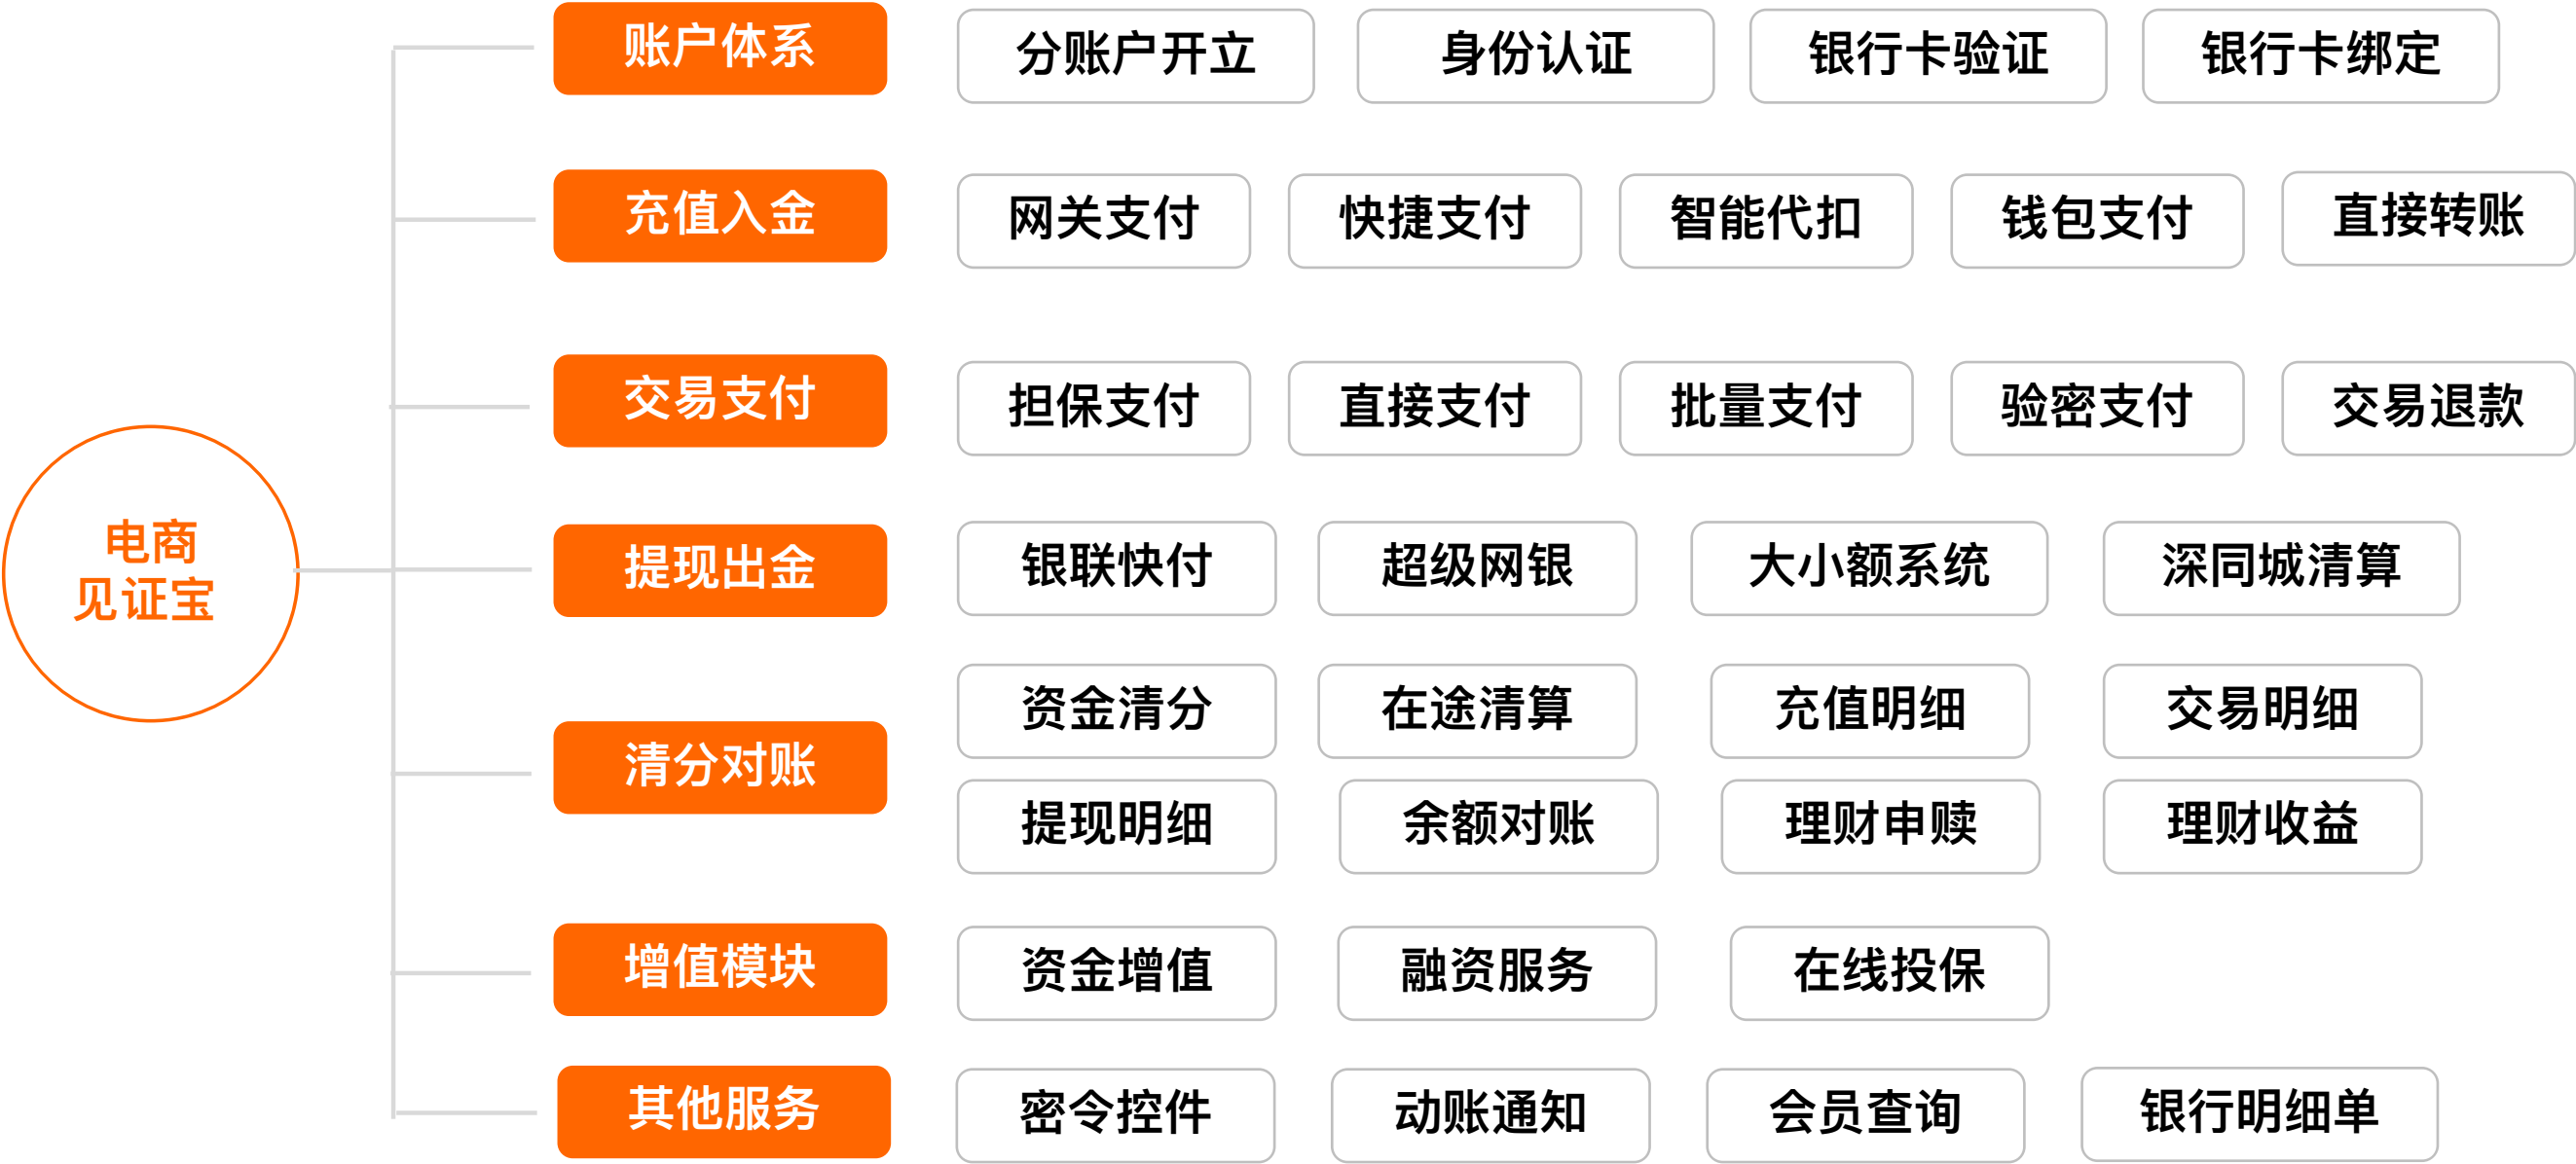 账户体系
分账户开立
身份认证
银行卡验证
银行卡绑定
充值入金
网关支付
快捷支付
智能代扣
钱包支付
直接转账
交易支付
担保支付
直接支付
批量支付
验密支付
交易退款
电商
见证宝
提现出金
银联快付
超级网银
大小额系统
深同城清算
清分对账
资金清分
在途清算
充值明细
交易明细
提现明细
余额对账
理财申赎
理财收益
增值模块
资金增值
融资服务
在线投保
其他服务
密令控件
动账通知
会员查询
银行明细单